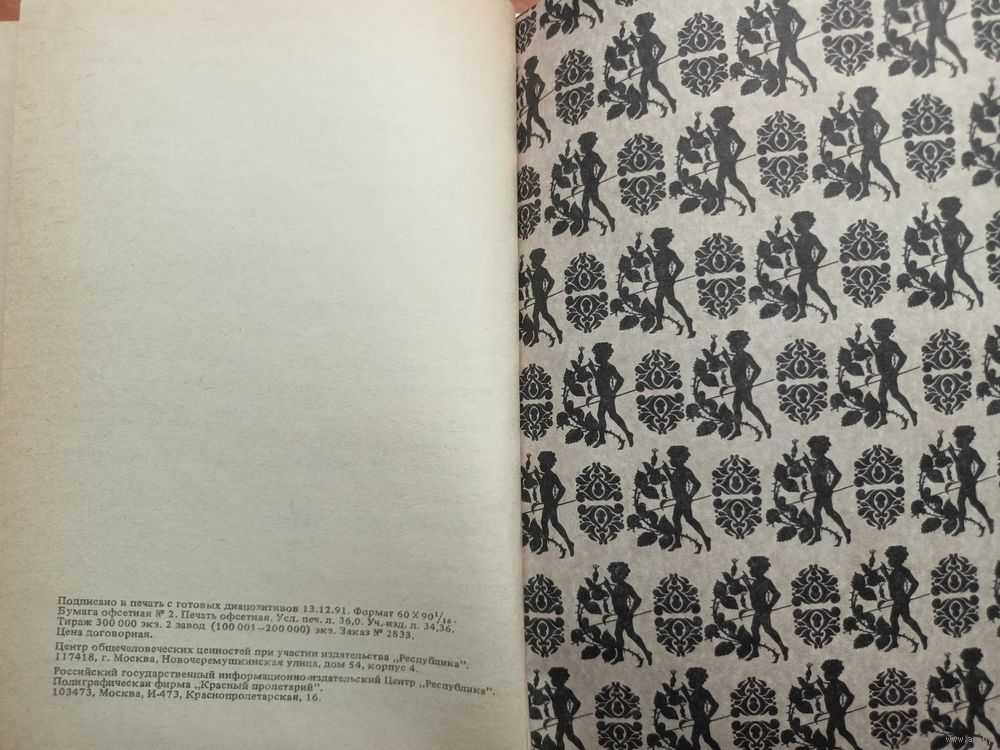 Подписано в печать с готовых диапозитивов 13.12.91. Формат 60 × 90¹/₁₆.
Бумага офсетная № 2. Печать офсетная. Усл. печ. л. 36,0. Уч.-изд. л. 34,36.
Тираж 300 000 экз. 2 завод (100 001—200 000) экз. Заказ № 2833.
Цена договорная.
Центр общечеловеческих ценностей при участии издательства „Республика".
117418, г. Москва, Новочеремушкинская улица, дом 54, корпус 4.
Российский государственный информационно-издательский Центр „Республика".
Полиграфическая фирма „Красный пролетарий".
103473, Москва, И-473, Краснопролетарская, 16.